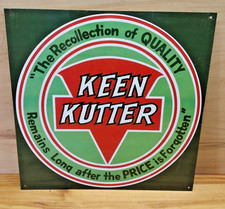 "The Recollection of QUALITY
KEEN
KUTTER
Remains Long after the PRICE is Forgotten"